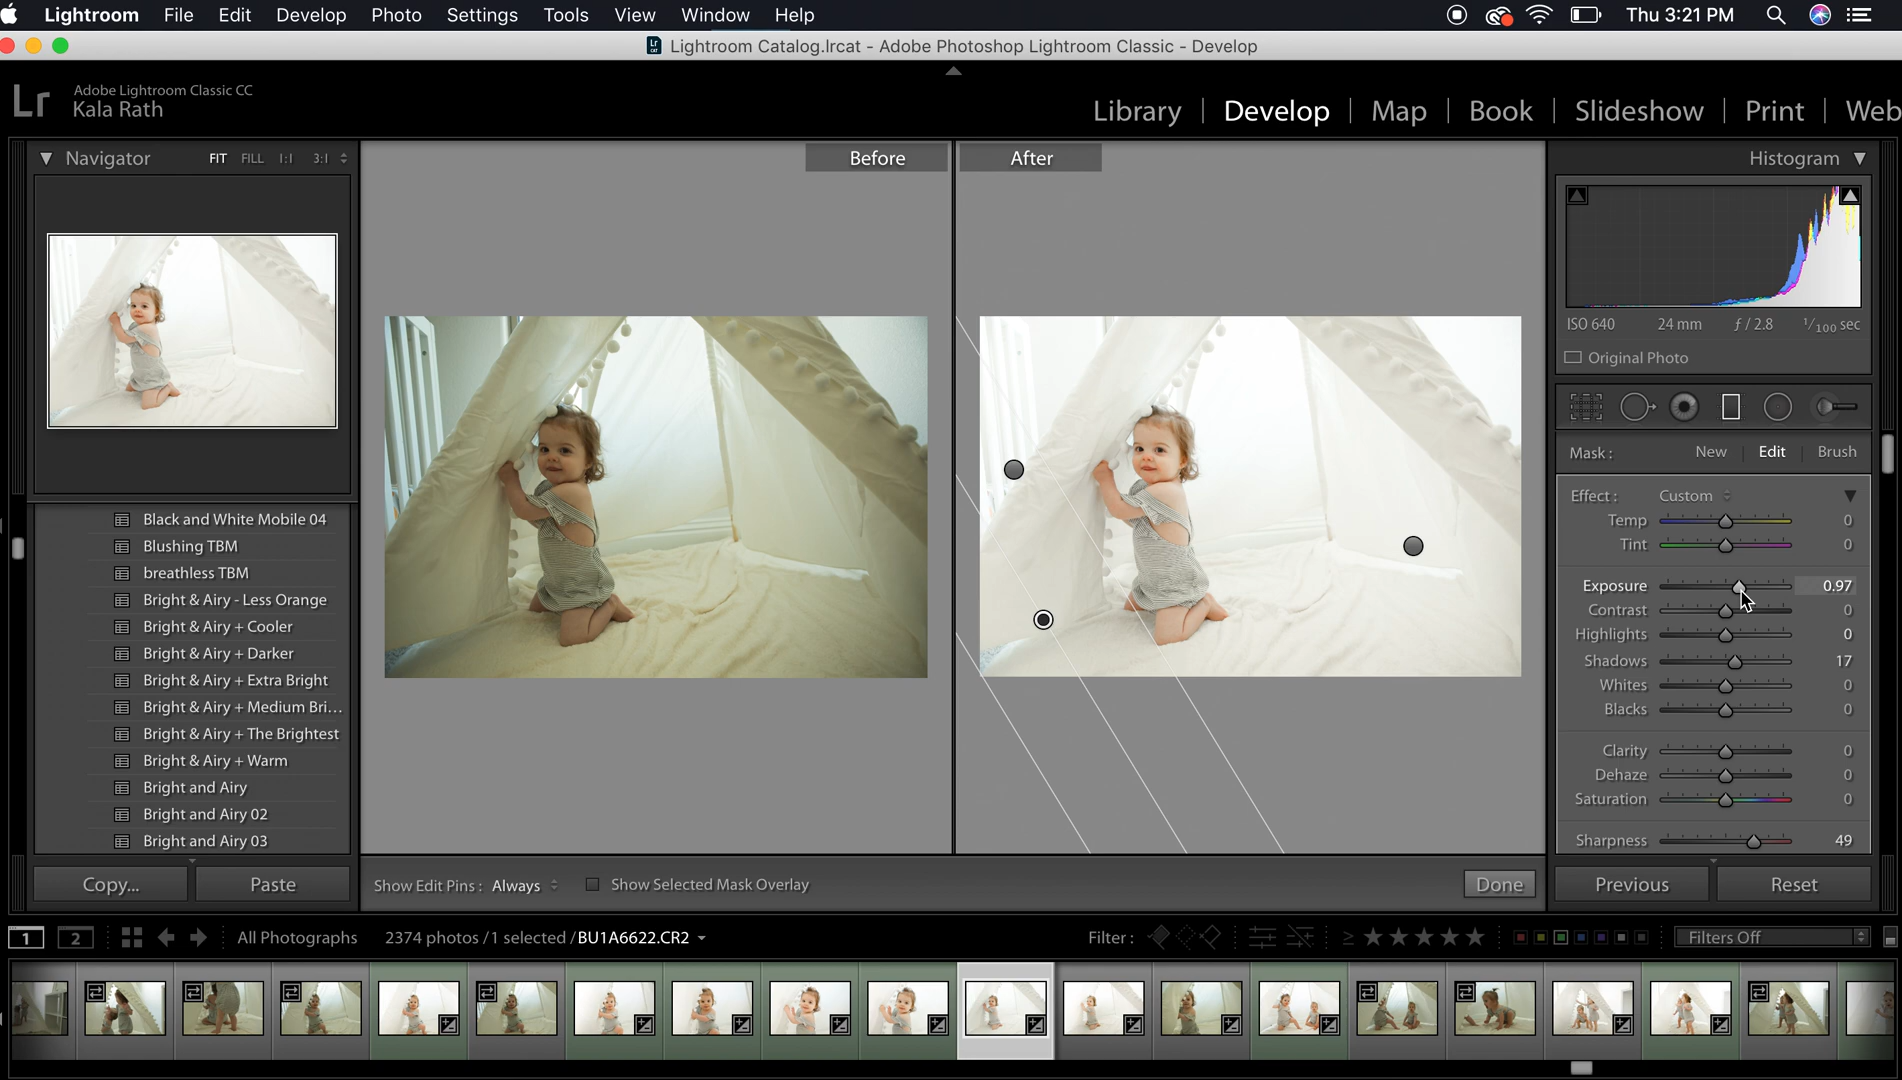 Lightroom File Edit Develop Photo Settings Tools View Window Help Thu 3:21 PM
Lightroom Catalog.lrcat - Adobe Photoshop Lightroom Classic - Develop
Lr Adobe Lightroom Classic CC
Kala Rath
Library Develop Map Book Slideshow Print Web
Navigator FIT FILL 1:1 3:1
Before After
Histogram
ISO 640 24 mm ƒ / 2.8 1/100 sec
Original Photo
Mask : New Edit Brush
Effect : Custom
Temp 0
Tint 0
Exposure 0.97
Contrast 0
Highlights 0
Shadows 17
Whites 0
Blacks 0
Clarity 0
Dehaze 0
Saturation 0
Sharpness 49
Black and White Mobile 04
Blushing TBM
breathless TBM
Bright & Airy - Less Orange
Bright & Airy + Cooler
Bright & Airy + Darker
Bright & Airy + Extra Bright
Bright & Airy + Medium Bri...
Bright & Airy + The Brightest
Bright & Airy + Warm
Bright and Airy
Bright and Airy 02
Bright and Airy 03
Copy... Paste
Show Edit Pins : Always Show Selected Mask Overlay Done
Previous Reset
1 2 All Photographs 2374 photos / 1 selected / BU1A6622.CR2 Filter : Filters Off